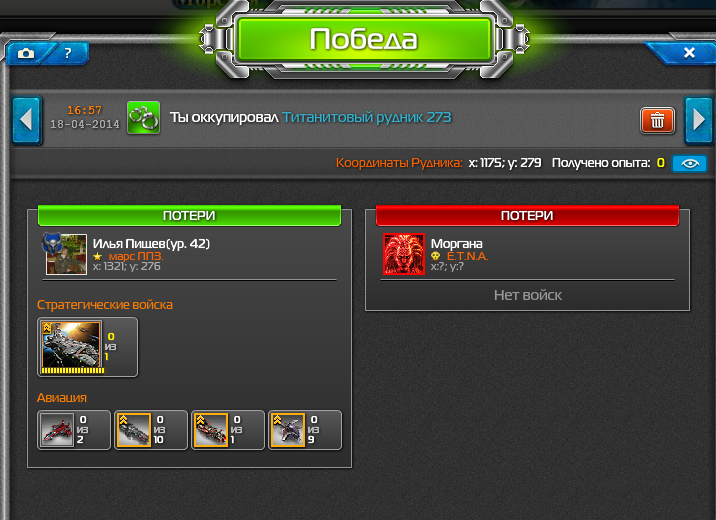 Победа
?
16:57
18-04-2014
Ты оккупировал Титанитовый рудник 273
Координаты Рудника: x: 1175; y: 279 Получено опыта: 0
ПОТЕРИ
Илья Пищев(ур. 42)
марс ППЗ.
x: 1321; y: 276
Стратегические войска
0
ИЗ
1
Авиация
0
ИЗ
2
0
ИЗ
10
0
ИЗ
1
0
ИЗ
9
ПОТЕРИ
Моргана
E.T.N.A.
x:?; y:?
Нет войск